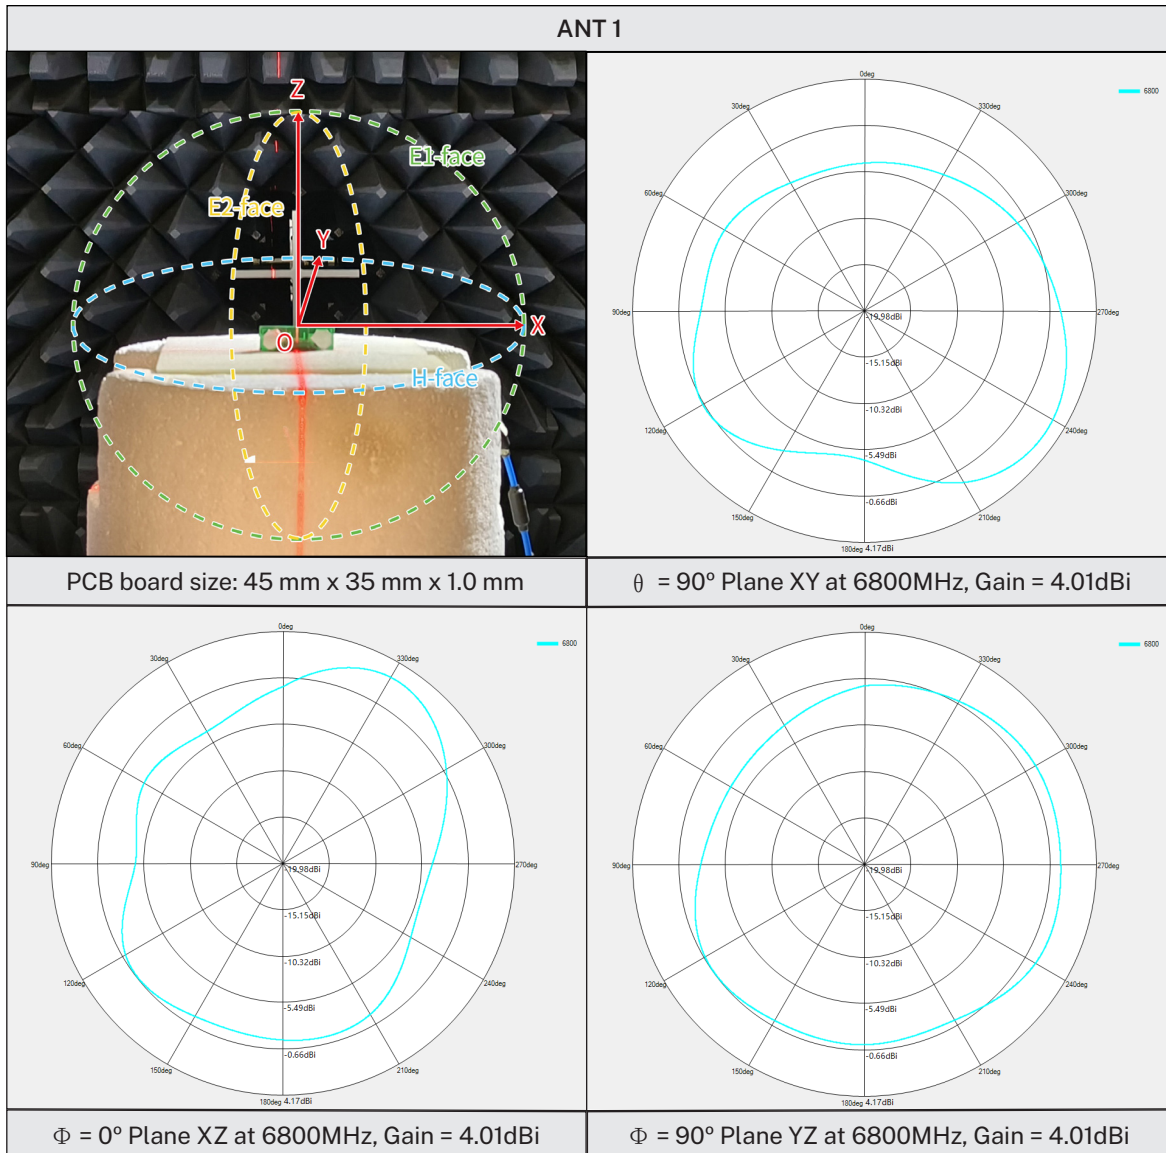 ANT 1
Z
E1-face
E2-face
Y
X
O
H-face
0deg
6800
30deg
330deg
60deg
300deg
90deg
-19.98dBi
270deg
-15.15dBi
-10.32dBi
120deg
240deg
-5.49dBi
-0.66dBi
150deg
210deg
180deg 4.17dBi
PCB board size: 45 mm x 35 mm x 1.0 mm
θ = 90° Plane XY at 6800MHz, Gain = 4.01dBi
0deg
6800
30deg
330deg
60deg
300deg
90deg
-19.98dBi
270deg
-15.15dBi
-10.32dBi
120deg
240deg
-5.49dBi
-0.66dBi
150deg
210deg
180deg 4.17dBi
0deg
6800
30deg
330deg
60deg
300deg
90deg
-19.98dBi
270deg
-15.15dBi
-10.32dBi
120deg
240deg
-5.49dBi
-0.66dBi
150deg
210deg
180deg 4.17dBi
Φ = 0° Plane XZ at 6800MHz, Gain = 4.01dBi
Φ = 90° Plane YZ at 6800MHz, Gain = 4.01dBi